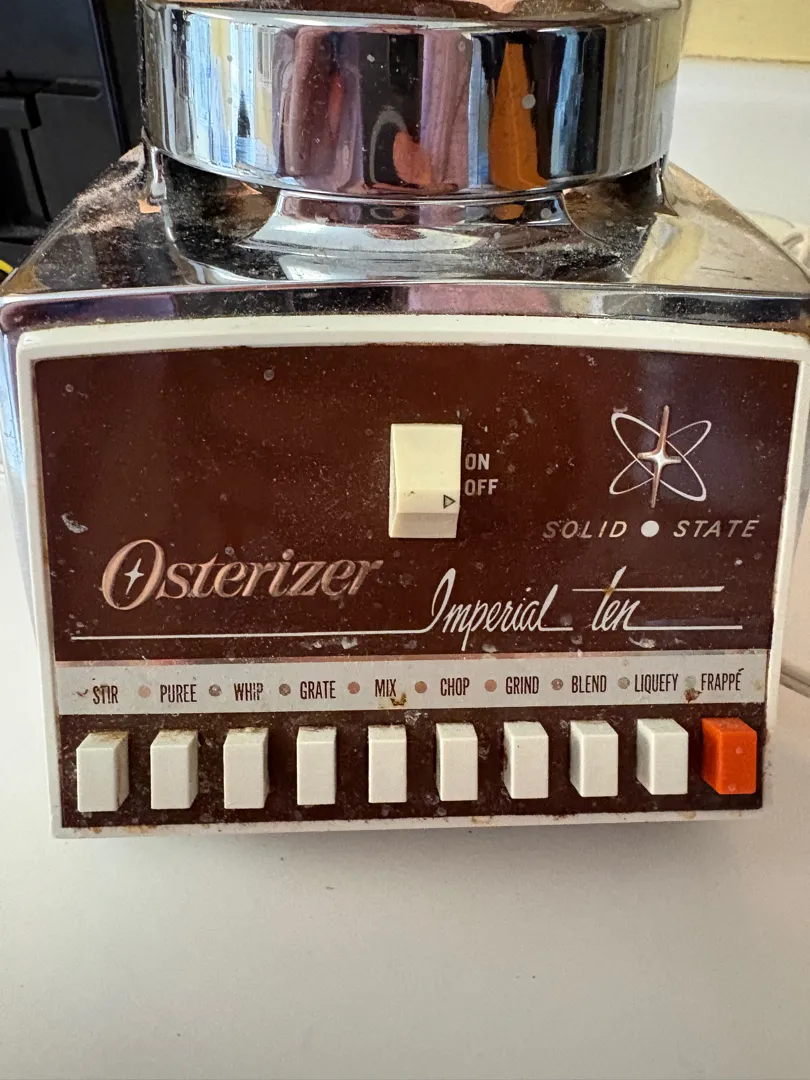 ON
OFF
SOLID ● STATE
Osterizer
Imperial Ten
STIR ● PUREE ● WHIP ● GRATE ● MIX ● CHOP ● GRIND ● BLEND ● LIQUEFY ● FRAPPÉ